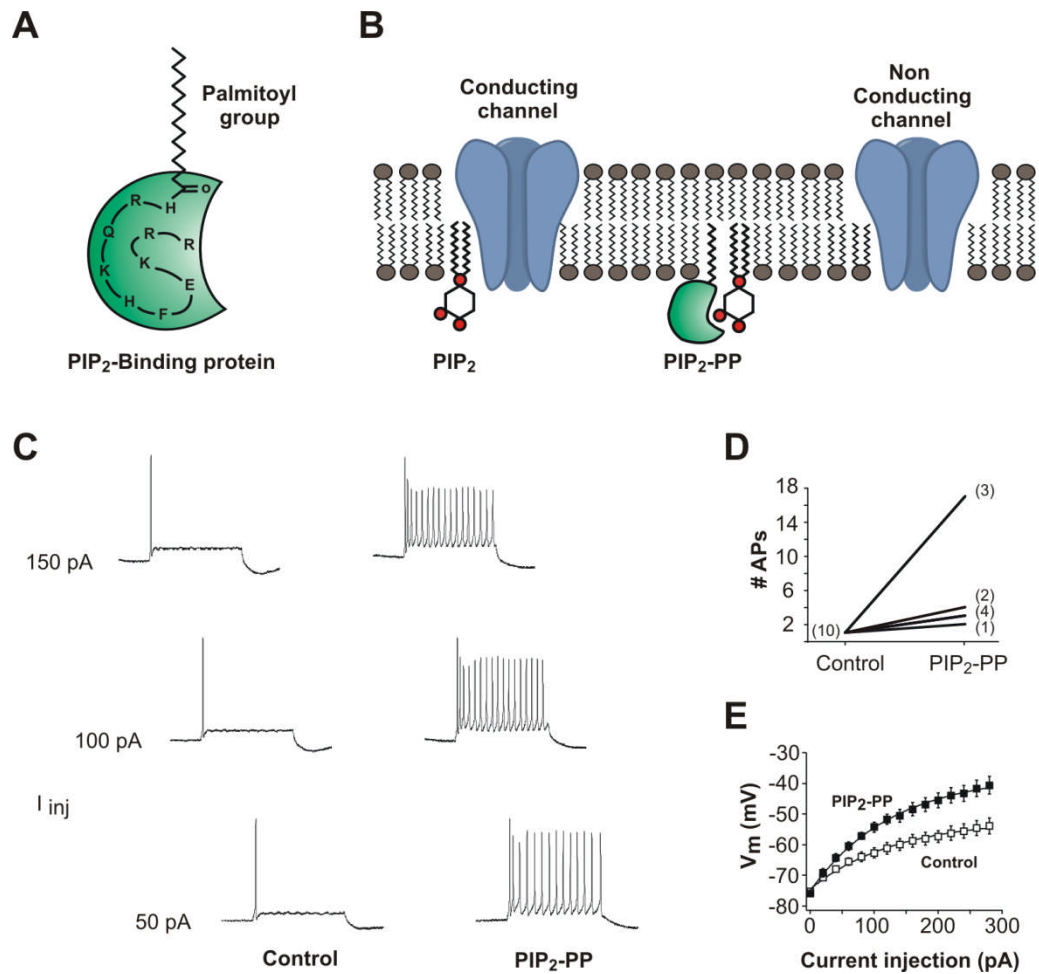 A
Palmitoyl
group
O
R
H
Q
R
R
K
K
E
H
F
PIP₂-Binding protein
B
Conducting
channel
Non
Conducting
channel
PIP₂
PIP₂-PP
C
150 pA
100 pA
I inj
50 pA
Control
PIP₂-PP
D
# APs
18
14
10
6
2
(10)
(3)
(2)
(4)
(1)
Control
PIP₂-PP
E
Vm (mV)
-30
-40
-50
-60
-70
-80
PIP₂-PP
Control
0 100 200 300
Current injection (pA)